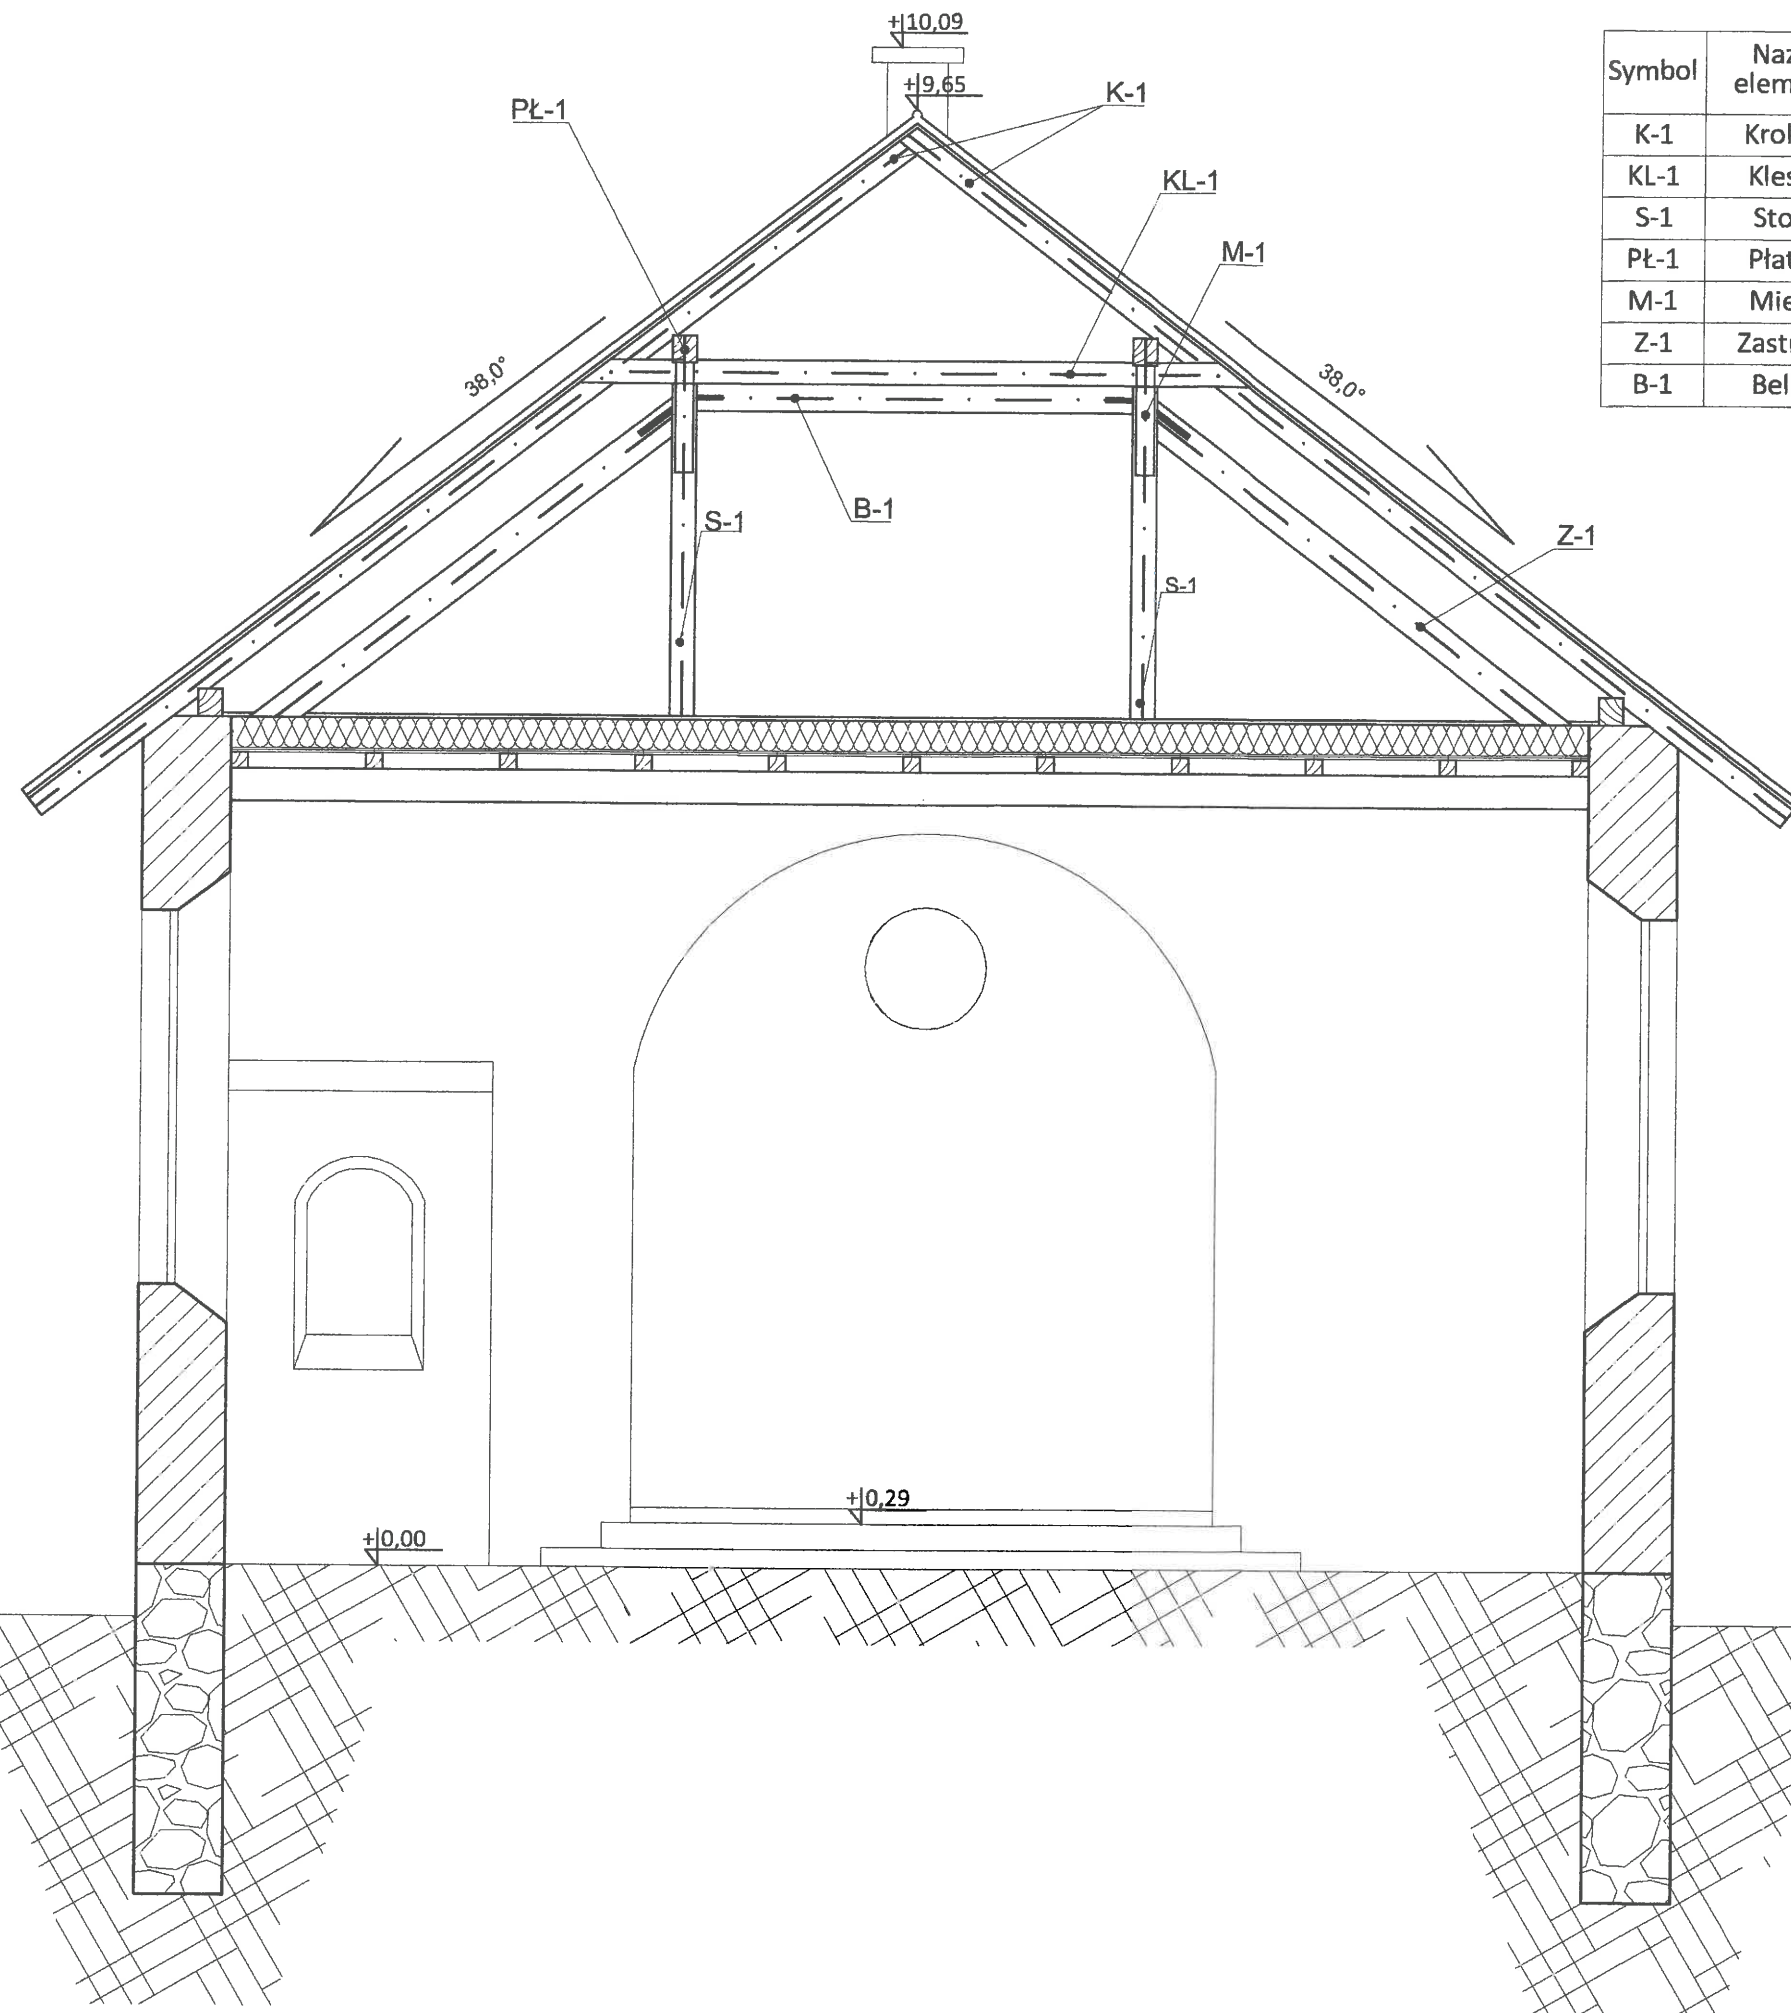 +10,09
+9,65
PŁ-1
K-1
KL-1
M-1
38,0°
38,0°
B-1
S-1
Z-1
S-1
+0,29
+0,00
Symbol
K-1
KL-1
S-1
PŁ-1
M-1
Z-1
B-1